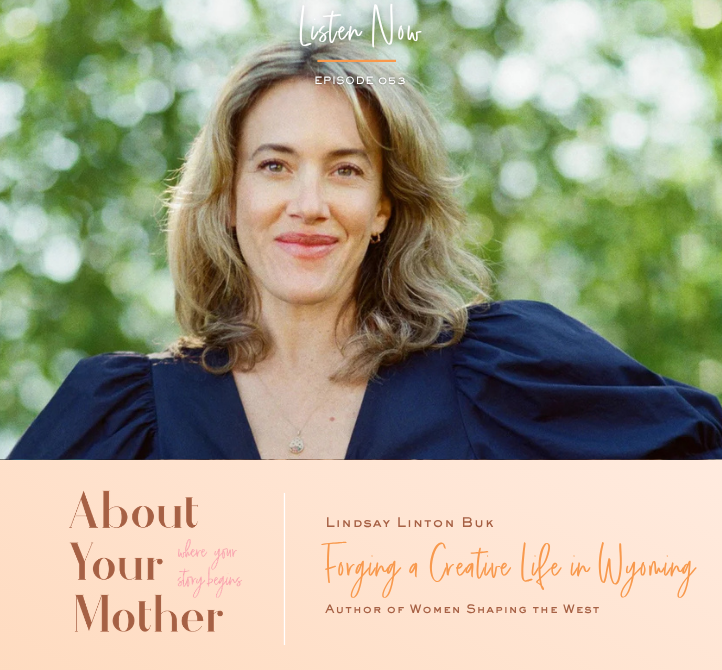 Listen Now
EPISODE 053
About
Your
where your
story begins
Mother
Lindsay Linton Buk
Forging a Creative Life in Wyoming
Author of Women Shaping the West